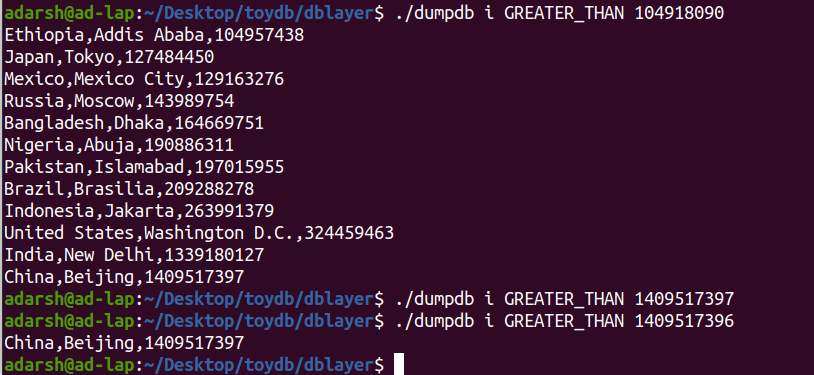 adarsh@ad-lap:~/Desktop/toydb/dblayer$ ./dumpdb i GREATER_THAN 104918090
Ethiopia,Addis Ababa,104957438
Japan,Tokyo,127484450
Mexico,Mexico City,129163276
Russia,Moscow,143989754
Bangladesh,Dhaka,164669751
Nigeria,Abuja,190886311
Pakistan,Islamabad,197015955
Brazil,Brasilia,209288278
Indonesia,Jakarta,263991379
United States,Washington D.C.,324459463
India,New Delhi,1339180127
China,Beijing,1409517397
adarsh@ad-lap:~/Desktop/toydb/dblayer$ ./dumpdb i GREATER_THAN 1409517397
adarsh@ad-lap:~/Desktop/toydb/dblayer$ ./dumpdb i GREATER_THAN 1409517396
China,Beijing,1409517397
adarsh@ad-lap:~/Desktop/toydb/dblayer$